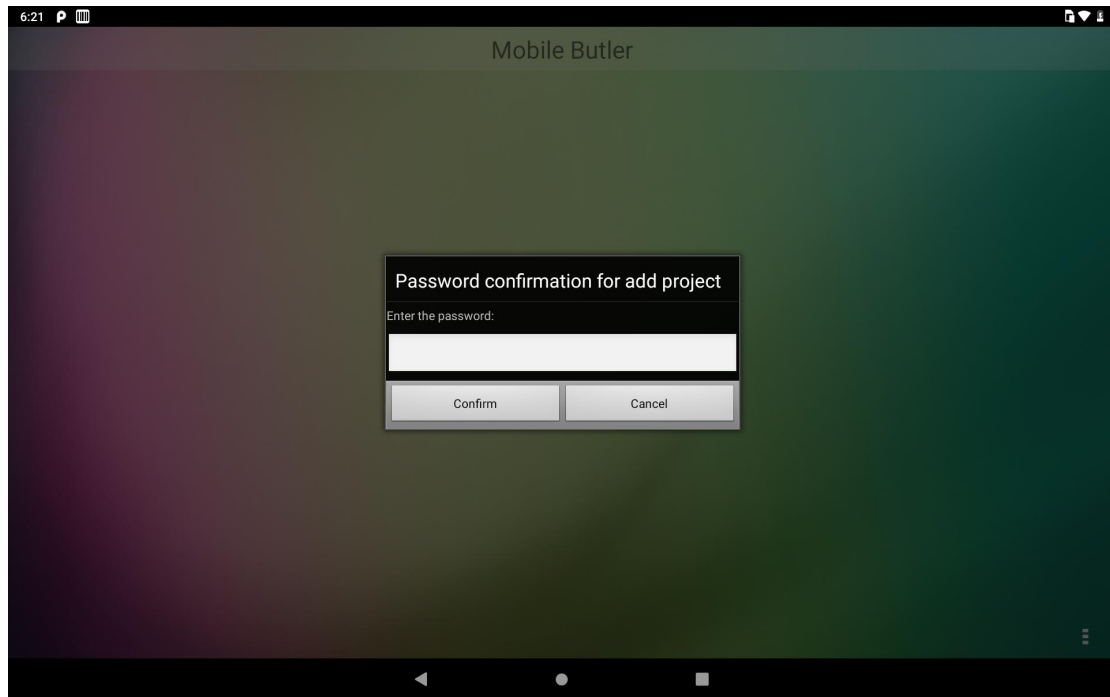 6:21
Mobile Butler
Password confirmation for add project
Enter the password:
Confirm Cancel